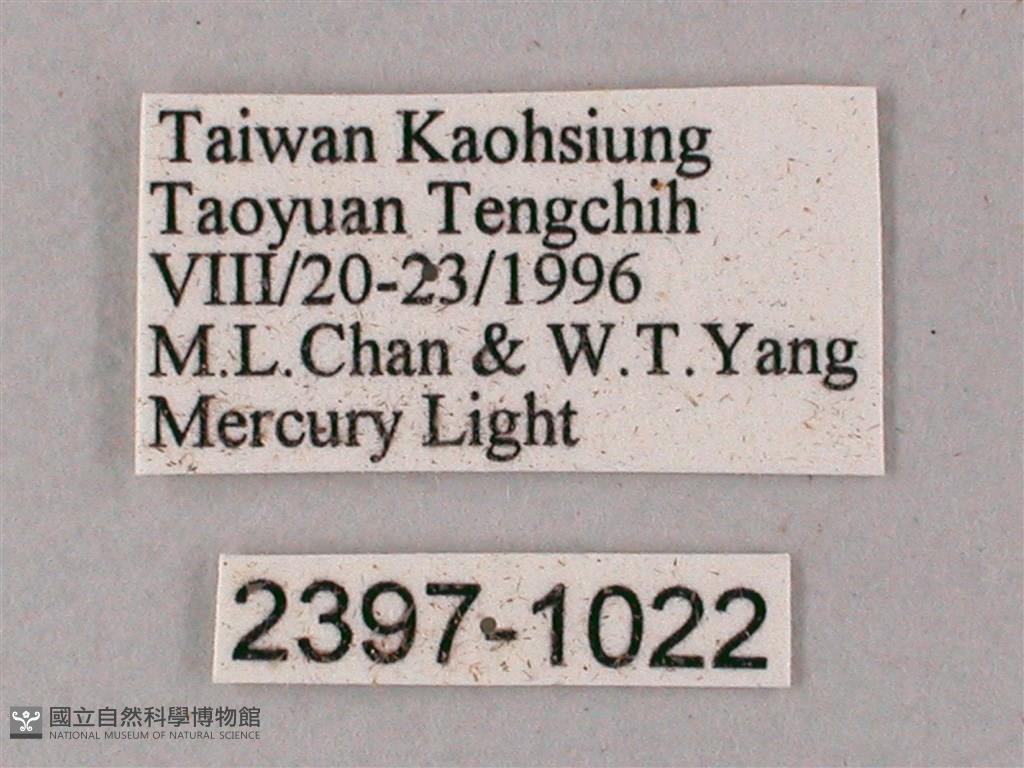 Taiwan Kaohsiung
Taoyuan Tengchih
VIII/20-23/1996
M.L.Chan & W.T.Yang
Mercury Light
2397-1022
國立自然科學博物館
NATIONAL MUSEUM OF NATURAL SCIENCE